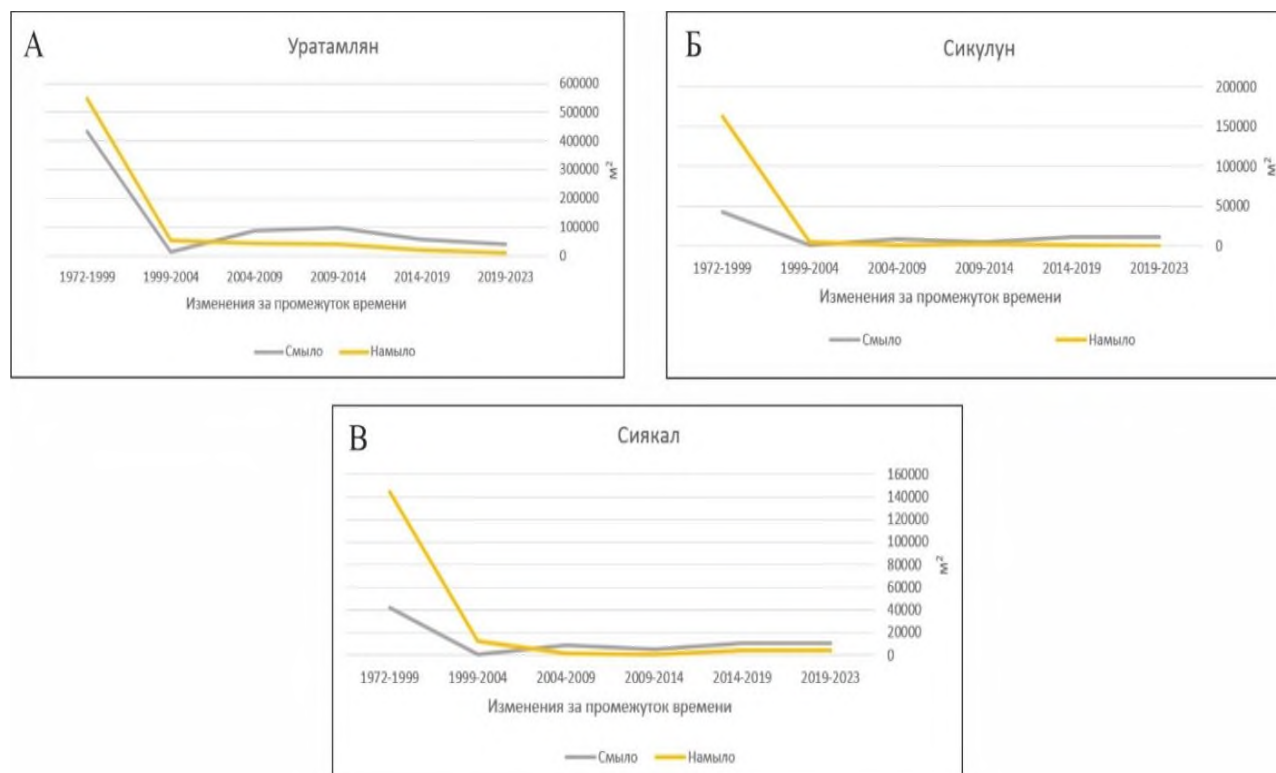 А
Уратамлян
600000
500000
400000
300000
200000
100000
0
м²
1972-1999 1999-2004 2004-2009 2009-2014 2014-2019 2019-2023
Изменения за промежуток времени
Смыло Намыло
Б
Сикулун
200000
150000
100000
50000
0
м²
1972-1999 1999-2004 2004-2009 2009-2014 2014-2019 2019-2023
Изменения за промежуток времени
Смыло Намыло
В
Сиякал
160000
140000
120000
100000
80000
60000
40000
20000
0
м²
1972-1999 1999-2004 2004-2009 2009-2014 2014-2019 2019-2023
Изменения за промежуток времени
Смыло Намыло